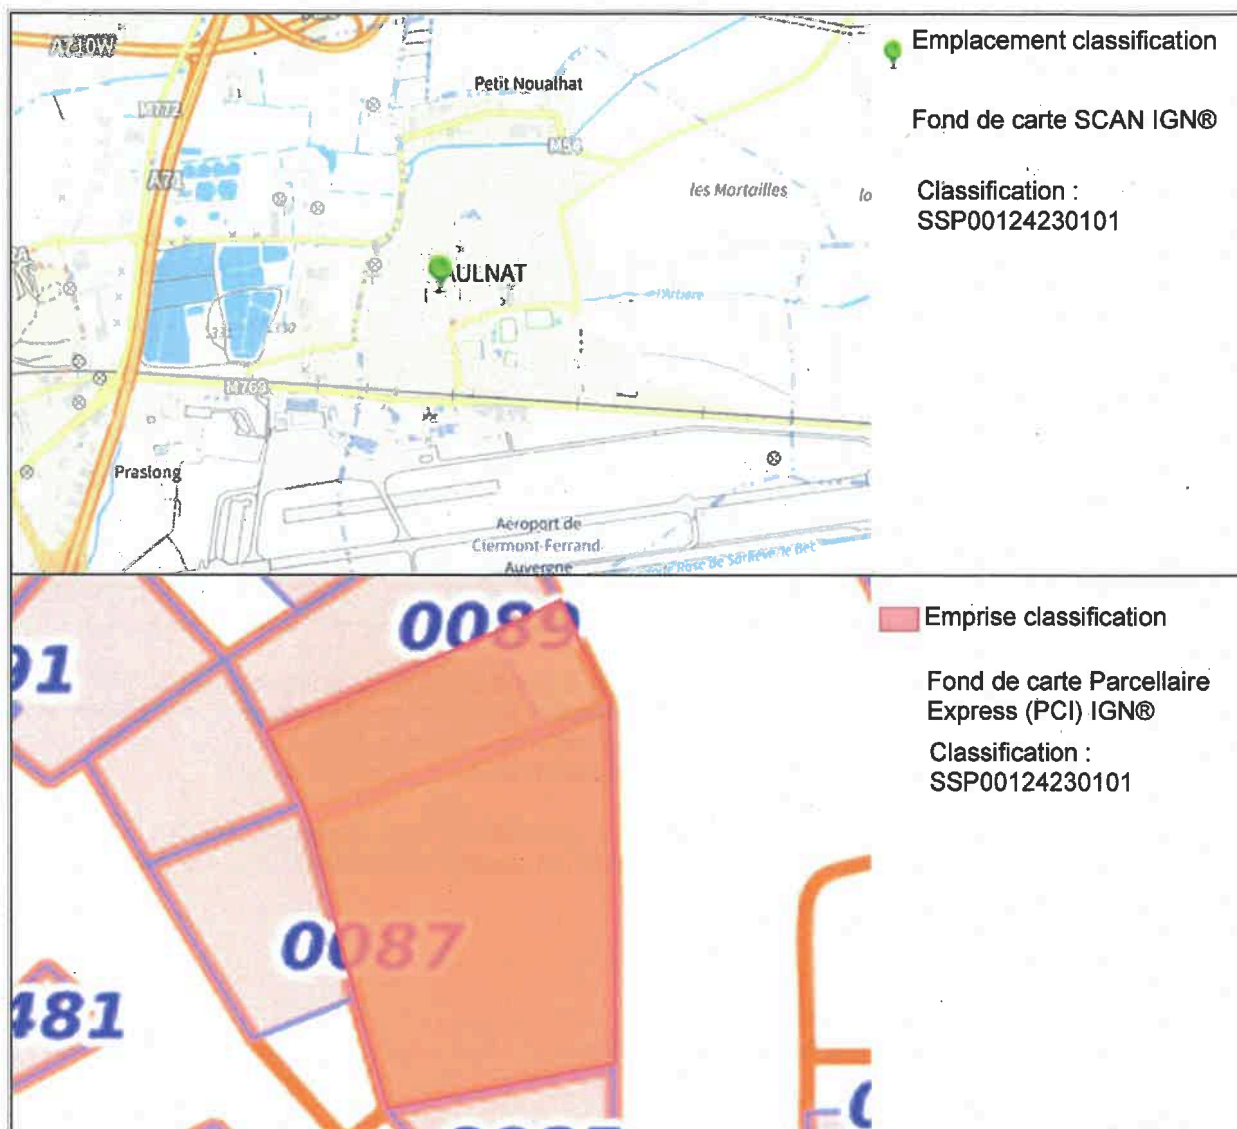 A710W
M772
Petit Noualhat
M54
A71
les Mortailles
AULNAT
l'Artière
M769
Praslong
Aéroport de
Clermont-Ferrand
Auvergne
Emplacement classification
Fond de carte SCAN IGN®
Classification :
SSP00124230101
0089
91
0087
481
Emprise classification
Fond de carte Parcellaire
Express (PCI) IGN®
Classification :
SSP00124230101